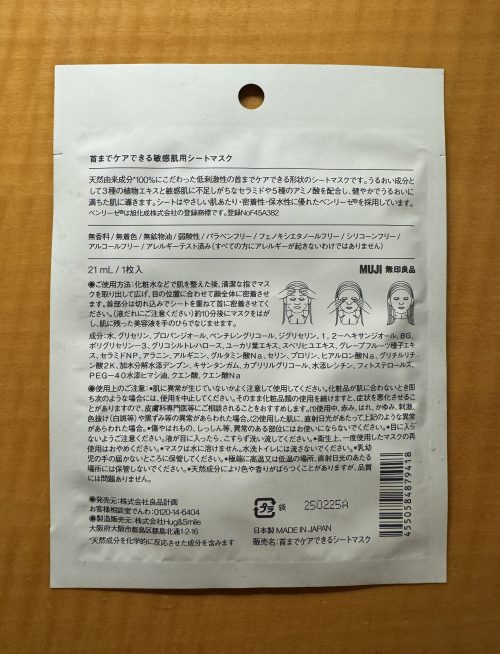 首までケアできる敏感肌用シートマスク
天然由来成分*100%にこだわった低刺激性の首までケアできる形状のシートマスクです。うるおい成分と
して3種の植物エキスと敏感肌に不足しがちなセラミドや5種のアミノ酸を配合し、健やかでうるおいに
満ちた肌に導きます。シートはやさしい肌あたり・密着性・保水性に優れたベンリーゼ®を採用しています。
ベンリーゼ®は旭化成株式会社の登録商標です。登録NoF45A382
無香料/無着色/無鉱物油/弱酸性/パラベンフリー/フェノキシエタノールフリー/シリコーンフリー/
アルコールフリー/アレルギーテスト済み(すべての方にアレルギーが起きないわけではありません)
21mL/1枚入
MUJI 無印良品
●ご使用方法:化粧水などで肌を整えた後、清潔な指でマス
クを取り出して広げ、目の位置に合わせて顔全体に密着させ
ます。首部分は切れ込みでシートを重ねて首に密着させてくだ
さい。(液だれにご注意ください)約10分後にマスクをはが
し、肌に残った美容液を手のひらでなじませます。
成分:水、グリセリン、プロパンジオール、ペンチレングリコール、ジグリセリン、1,2-ヘキサンジオール、BG、
ポリグリセリン-3、グリコシルトレハロース、ユーカリ葉エキス、スベリヒユエキス、グレープフルーツ種子エキ
ス、セラミドNP、アラニン、アルギニン、グルタミン酸Na、セリン、プロリン、ヒアルロン酸Na、グリチルリチ
ン酸2K、加水分解水添デンプン、キサンタンガム、カプリリルグリコール、水添レシチン、フィトステロールズ、
PEG-40水添ヒマシ油、クエン酸、クエン酸Na
●使用上のご注意:●肌に異常が生じていないかよく注意して使用してください。化粧品が肌に合わないとき即
ち次のような場合には、使用を中止してください。そのまま化粧品類の使用を続けますと、症状を悪化させるこ
とがありますので、皮膚科専門医等にご相談されることをおすすめします。(1)使用中、赤み、はれ、かゆみ、刺激、
色抜け(白斑等)や黒ずみ等の異常があらわれた場合。(2)使用した肌に、直射日光があたって上記のような異常
があらわれた場合。●傷やはれもの、しっしん等、異常のある部位にはお使いにならないでください。●目に入ら
ないようご注意ください。液が目に入ったら、こすらず洗い流してください。●衛生上、一度使用したマスクの再
使用はおやめください。●マスクは水に溶けません。水洗トイレには流さないでください。●乳幼
児の手の届かないところに保管してください。●極端に高温又は低温の場所、直射日光のあたる
場所には保管しないでください。●天然成分により色や香りがばらつくことがありますが、品質
には問題ありません。
●発売元:株式会社良品計画
お客様相談室でんわ:0120-14-6404
●製造販売元:株式会社Hug&Smile
大阪府大阪市都島区都島北通1-2-16
*天然成分を化学的に反応させた成分を含みます
プラ 袋
250225A
日本製 MADE IN JAPAN
販売名:首までケアできるシートマスク
4550584879418